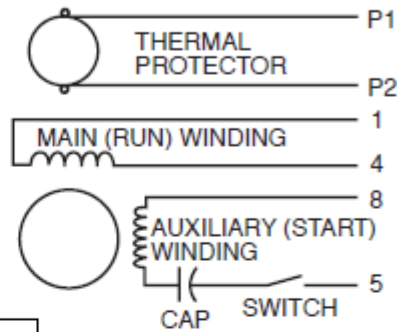 P1
THERMAL
PROTECTOR
P2
1
MAIN (RUN) WINDING
4
8
AUXILIARY (START)
WINDING
5
CAP
SWITCH